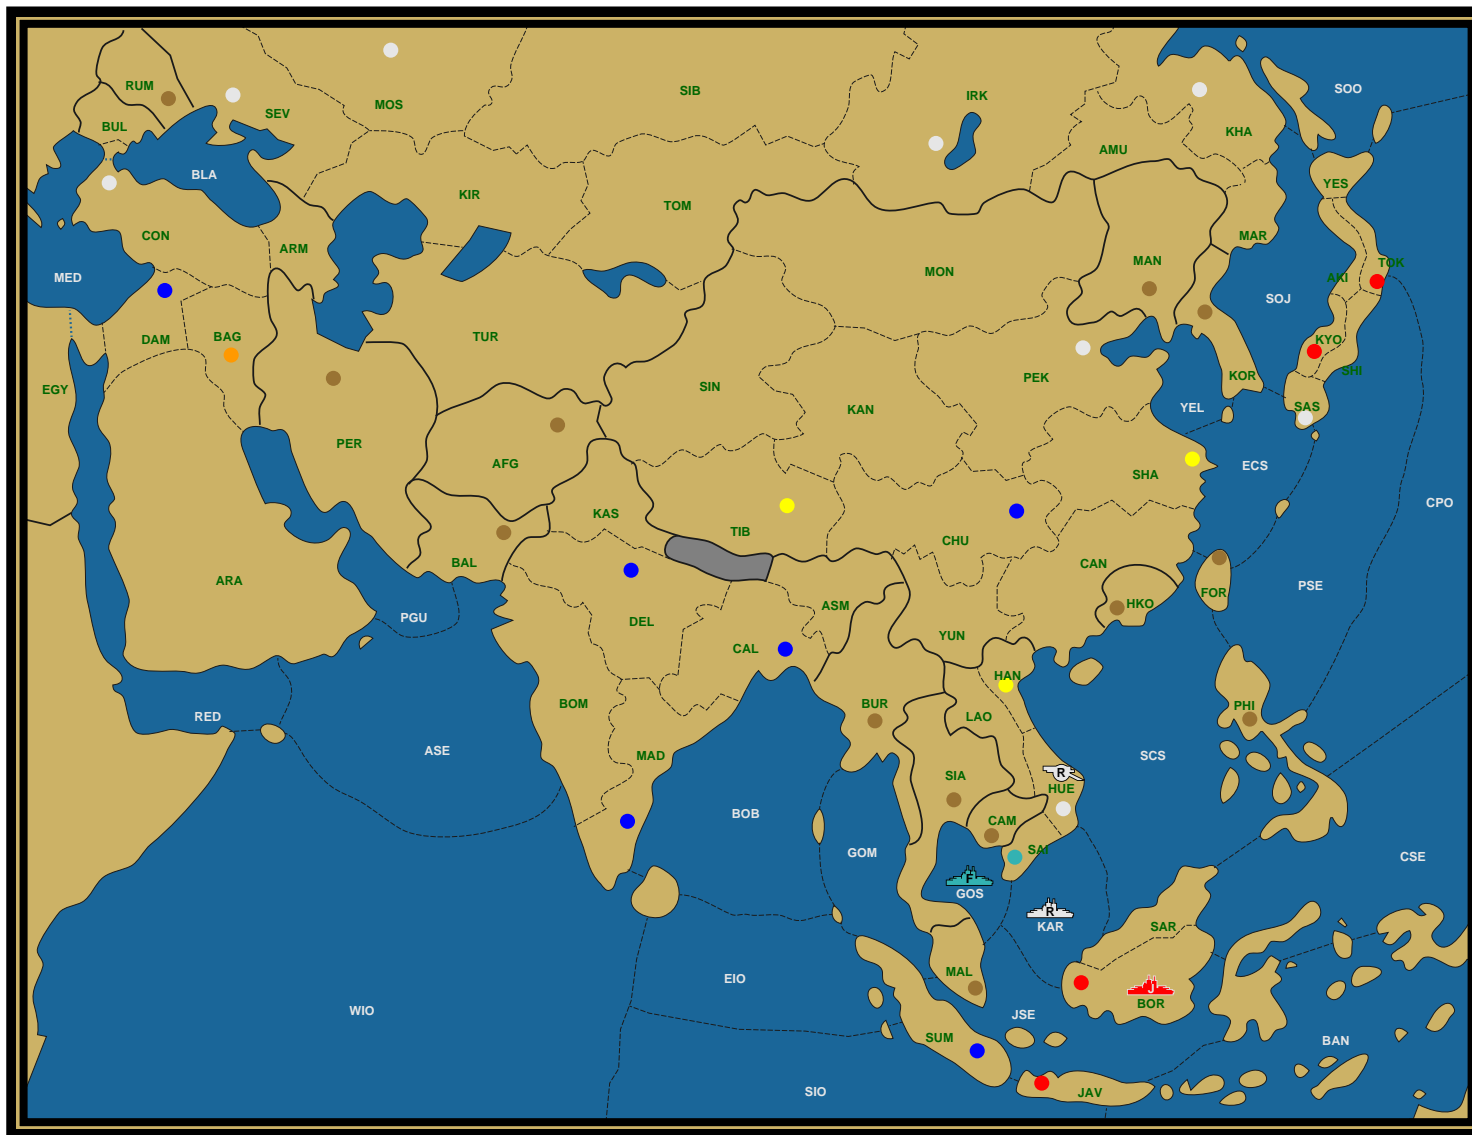 SOO
SIB
IRK
RUM
MOS
SEV
BUL
KHA
AMU
BLA
YES
KIR
TOM
CON
MAR
ARM
MAN
TOK
MON
MED
AKI
SOJ
BAG
TUR
DAM
KYO
SHI
KOR
PEK
SIN
EGY
SAS
YEL
KAN
PER
AFG
ECS
SHA
CPO
KAS
TIB
CHU
BAL
CAN
ARA
PSE
FOR
HKO
ASM
PGU
DEL
YUN
CAL
HAN
BOM
BUR
PHI
RED
LAO
ASE
MAD
SCS
R
SIA
HUE
BOB
CAM
GOM
SAI
CSE
F
GOS
R
KAR
SAR
MAL
EIO
J
BOR
WIO
JSE
SUM
BAN
SIO
JAV